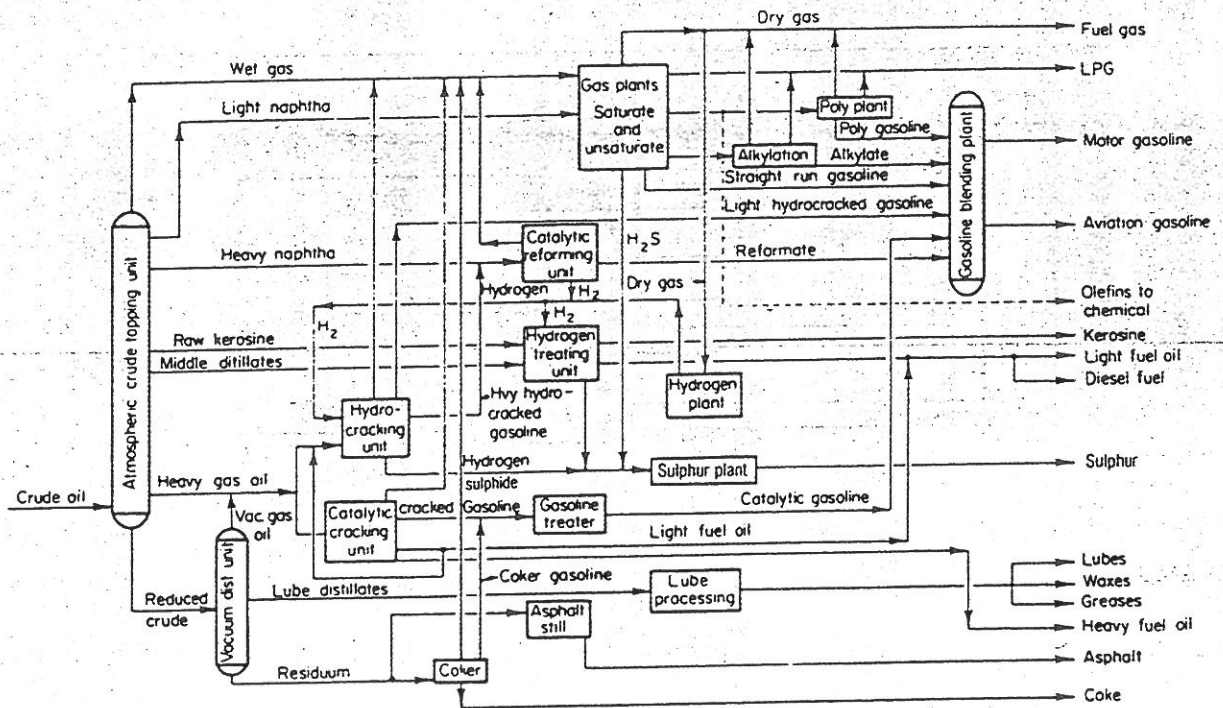 Dry gas
Fuel gas
Wet gas
LPG
Gas plants
Saturate and
unsaturate
Light naphtha
Poly plant
Poly gasoline
Alkylation
Alkylate
Straight run gasoline
Gasoline blending plant
Motor gasoline
Light hydrocracked gasoline
Aviation gasoline
Atmospheric crude topping unit
Heavy naphtha
Catalytic
reforming
unit
H2S
Reformate
Hydrogen
H2
Dry gas
Olefins to
chemical
H2
H2
Raw kerosine
Kerosine
Middle ditillates
Hydrogen
treating
unit
Light fuel oil
Diesel fuel
Hydrogen
plant
Hydro-
cracking
unit
Hvy hydro-
cracked
gasoline
Hydrogen
sulphide
Sulphur plant
Sulphur
Heavy gas oil
Crude oil
Vac. gas
oil
Catalytic
cracking
unit
cracked Gasoline
Gasoline
treater
Catalytic gasoline
Light fuel oil
Vacuum dist unit
Coker gasoline
Lube distillates
Lube
processing
Lubes
Waxes
Greases
Reduced
crude
Asphalt
still
Heavy fuel oil
Asphalt
Residuum
Coker
Coke